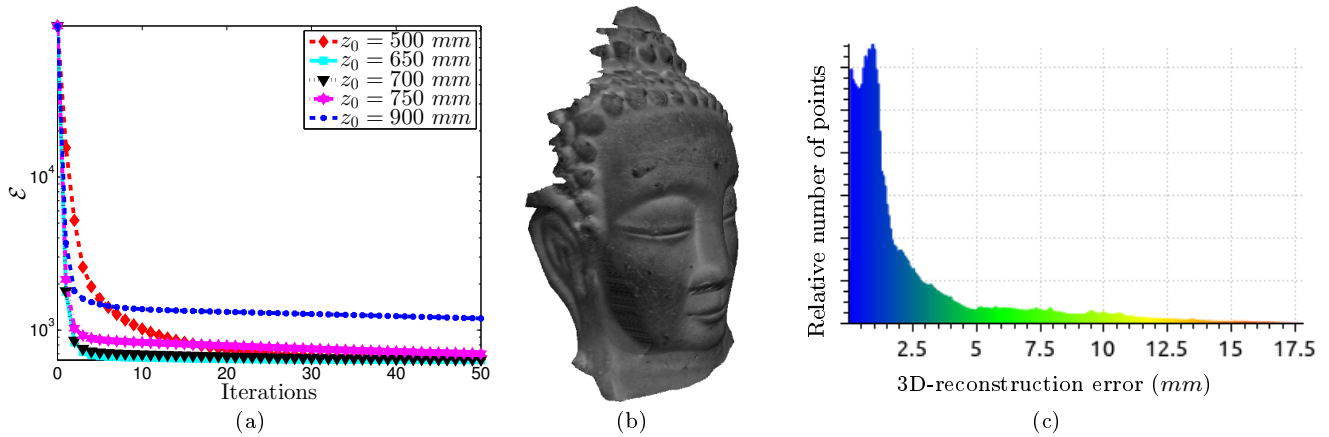 z₀ = 500 mm
z₀ = 650 mm
z₀ = 700 mm
z₀ = 750 mm
z₀ = 900 mm
10⁴
10³
ℰ
0 10 20 30 40 50
Iterations
(a)
(b)
Relative number of points
2.5 5 7.5 10 12.5 15 17.5
3D-reconstruction error (mm)
(c)